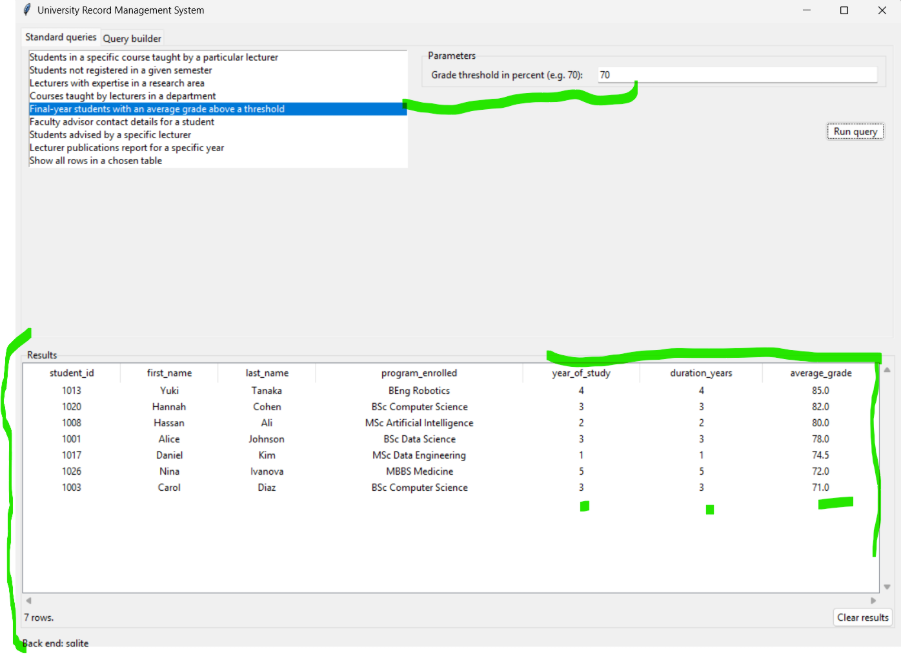 University Record Management System
Standard queries Query builder
Students in a specific course taught by a particular lecturer
Students not registered in a given semester
Lecturers with expertise in a research area
Courses taught by lecturers in a department
Final-year students with an average grade above a threshold
Faculty advisor contact details for a student
Students advised by a specific lecturer
Lecturer publications report for a specific year
Show all rows in a chosen table
Parameters
Grade threshold in percent (e.g. 70): 70
Run query
Results
student_id first_name last_name program_enrolled year_of_study duration_years average_grade
1013 Yuki Tanaka BEng Robotics 4 4 85.0
1020 Hannah Cohen BSc Computer Science 3 3 82.0
1008 Hassan Ali MSc Artificial Intelligence 2 2 80.0
1001 Alice Johnson BSc Data Science 3 3 78.0
1017 Daniel Kim MSc Data Engineering 1 1 74.5
1026 Nina Ivanova MBBS Medicine 5 5 72.0
1003 Carol Diaz BSc Computer Science 3 3 71.0
7 rows.
Clear results
Back end: sqlite